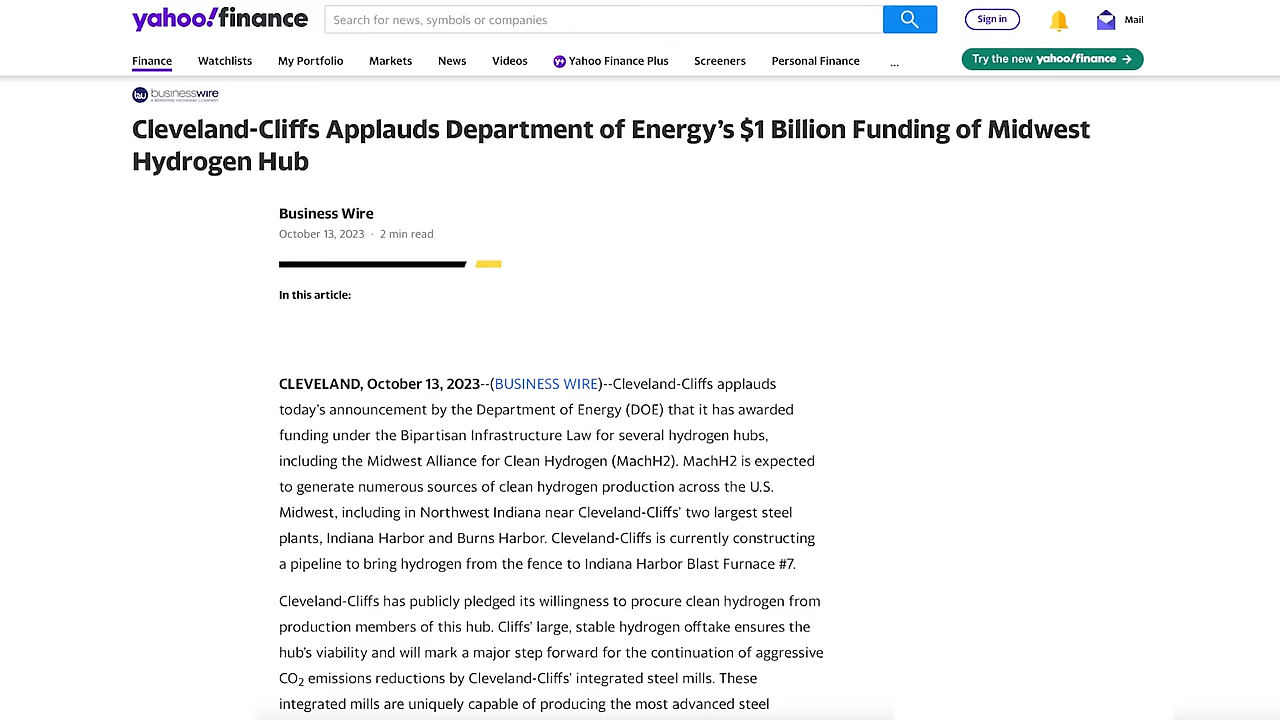 yahoo!finance
Search for news, symbols or companies
Sign in
Mail
Finance Watchlists My Portfolio Markets News Videos Yahoo Finance Plus Screeners Personal Finance ...
Try the new yahoo!finance →
businesswire
A BERKSHIRE HATHAWAY COMPANY
Cleveland-Cliffs Applauds Department of Energy’s $1 Billion Funding of Midwest
Hydrogen Hub
Business Wire
October 13, 2023 · 2 min read
In this article:
CLEVELAND, October 13, 2023--(BUSINESS WIRE)--Cleveland-Cliffs applauds
today’s announcement by the Department of Energy (DOE) that it has awarded
funding under the Bipartisan Infrastructure Law for several hydrogen hubs,
including the Midwest Alliance for Clean Hydrogen (MachH2). MachH2 is expected
to generate numerous sources of clean hydrogen production across the U.S.
Midwest, including in Northwest Indiana near Cleveland-Cliffs’ two largest steel
plants, Indiana Harbor and Burns Harbor. Cleveland-Cliffs is currently constructing
a pipeline to bring hydrogen from the fence to Indiana Harbor Blast Furnace #7.
Cleveland-Cliffs has publicly pledged its willingness to procure clean hydrogen from
production members of this hub. Cliffs’ large, stable hydrogen offtake ensures the
hub’s viability and will mark a major step forward for the continuation of aggressive
CO₂ emissions reductions by Cleveland-Cliffs’ integrated steel mills. These
integrated mills are uniquely capable of producing the most advanced steel